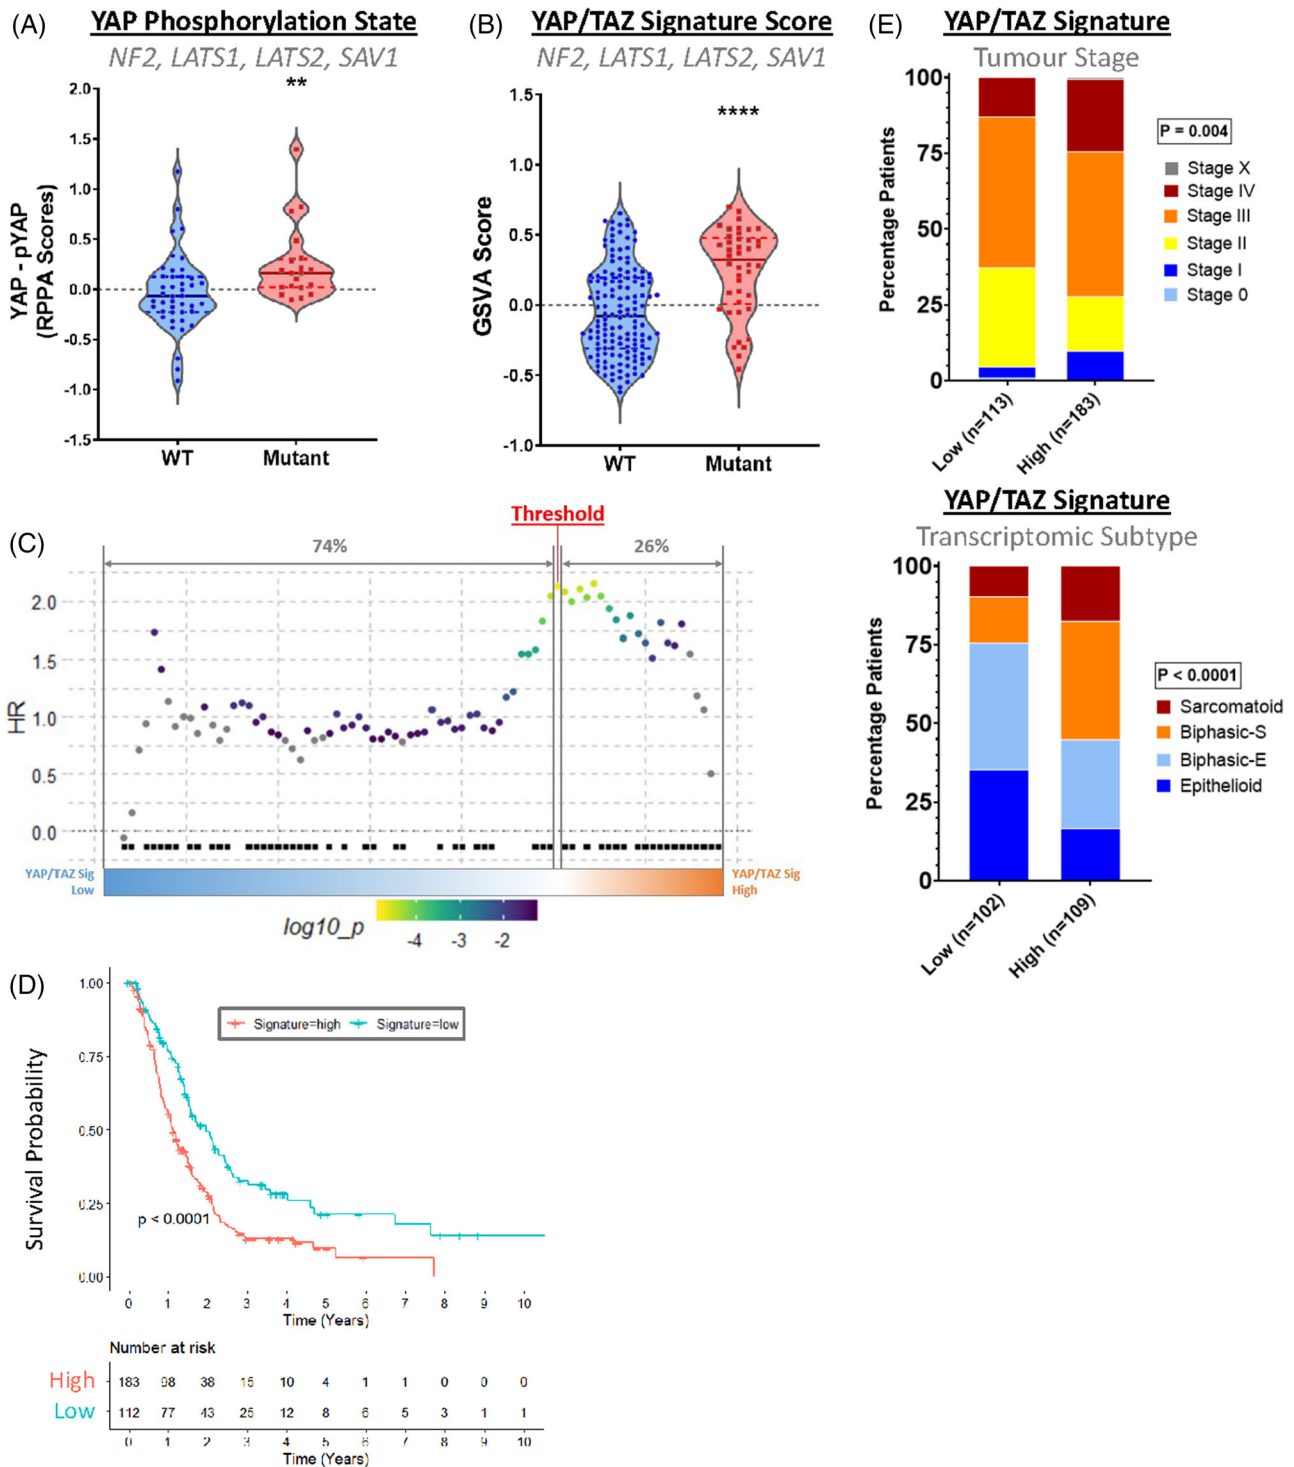 (A)
YAP Phosphorylation State
NF2, LATS1, LATS2, SAV1
**
2.0
1.5
1.0
0.5
0.0
-0.5
-1.0
-1.5
YAP - pYAP
(RPPA Scores)
WT Mutant
(B)
YAP/TAZ Signature Score
NF2, LATS1, LATS2, SAV1
****
1.5
1.0
0.5
0.0
-0.5
-1.0
GSVA Score
WT Mutant
(E)
YAP/TAZ Signature
Tumour Stage
100
75
50
25
0
Percentage Patients
P = 0.004
Stage X
Stage IV
Stage III
Stage II
Stage I
Stage 0
Low (n=113)
High (n=183)
YAP/TAZ Signature
Transcriptomic Subtype
100
75
50
25
0
Percentage Patients
P < 0.0001
Sarcomatoid
Biphasic-S
Biphasic-E
Epithelioid
Low (n=102)
High (n=109)
(C)
Threshold
74% 26%
2.0
1.5
1.0
0.5
0.0
HR
YAP/TAZ Sig
Low
YAP/TAZ Sig
High
log10_p
-4 -3 -2
(D)
1.00
0.75
0.50
0.25
0.00
Survival Probability
Signature=high Signature=low
p < 0.0001
0 1 2 3 4 5 6 7 8 9 10
Time (Years)
Number at risk
High 183 98 38 15 10 4 1 1 0 0 0
Low 112 77 43 25 12 8 6 5 3 1 1
0 1 2 3 4 5 6 7 8 9 10
Time (Years)